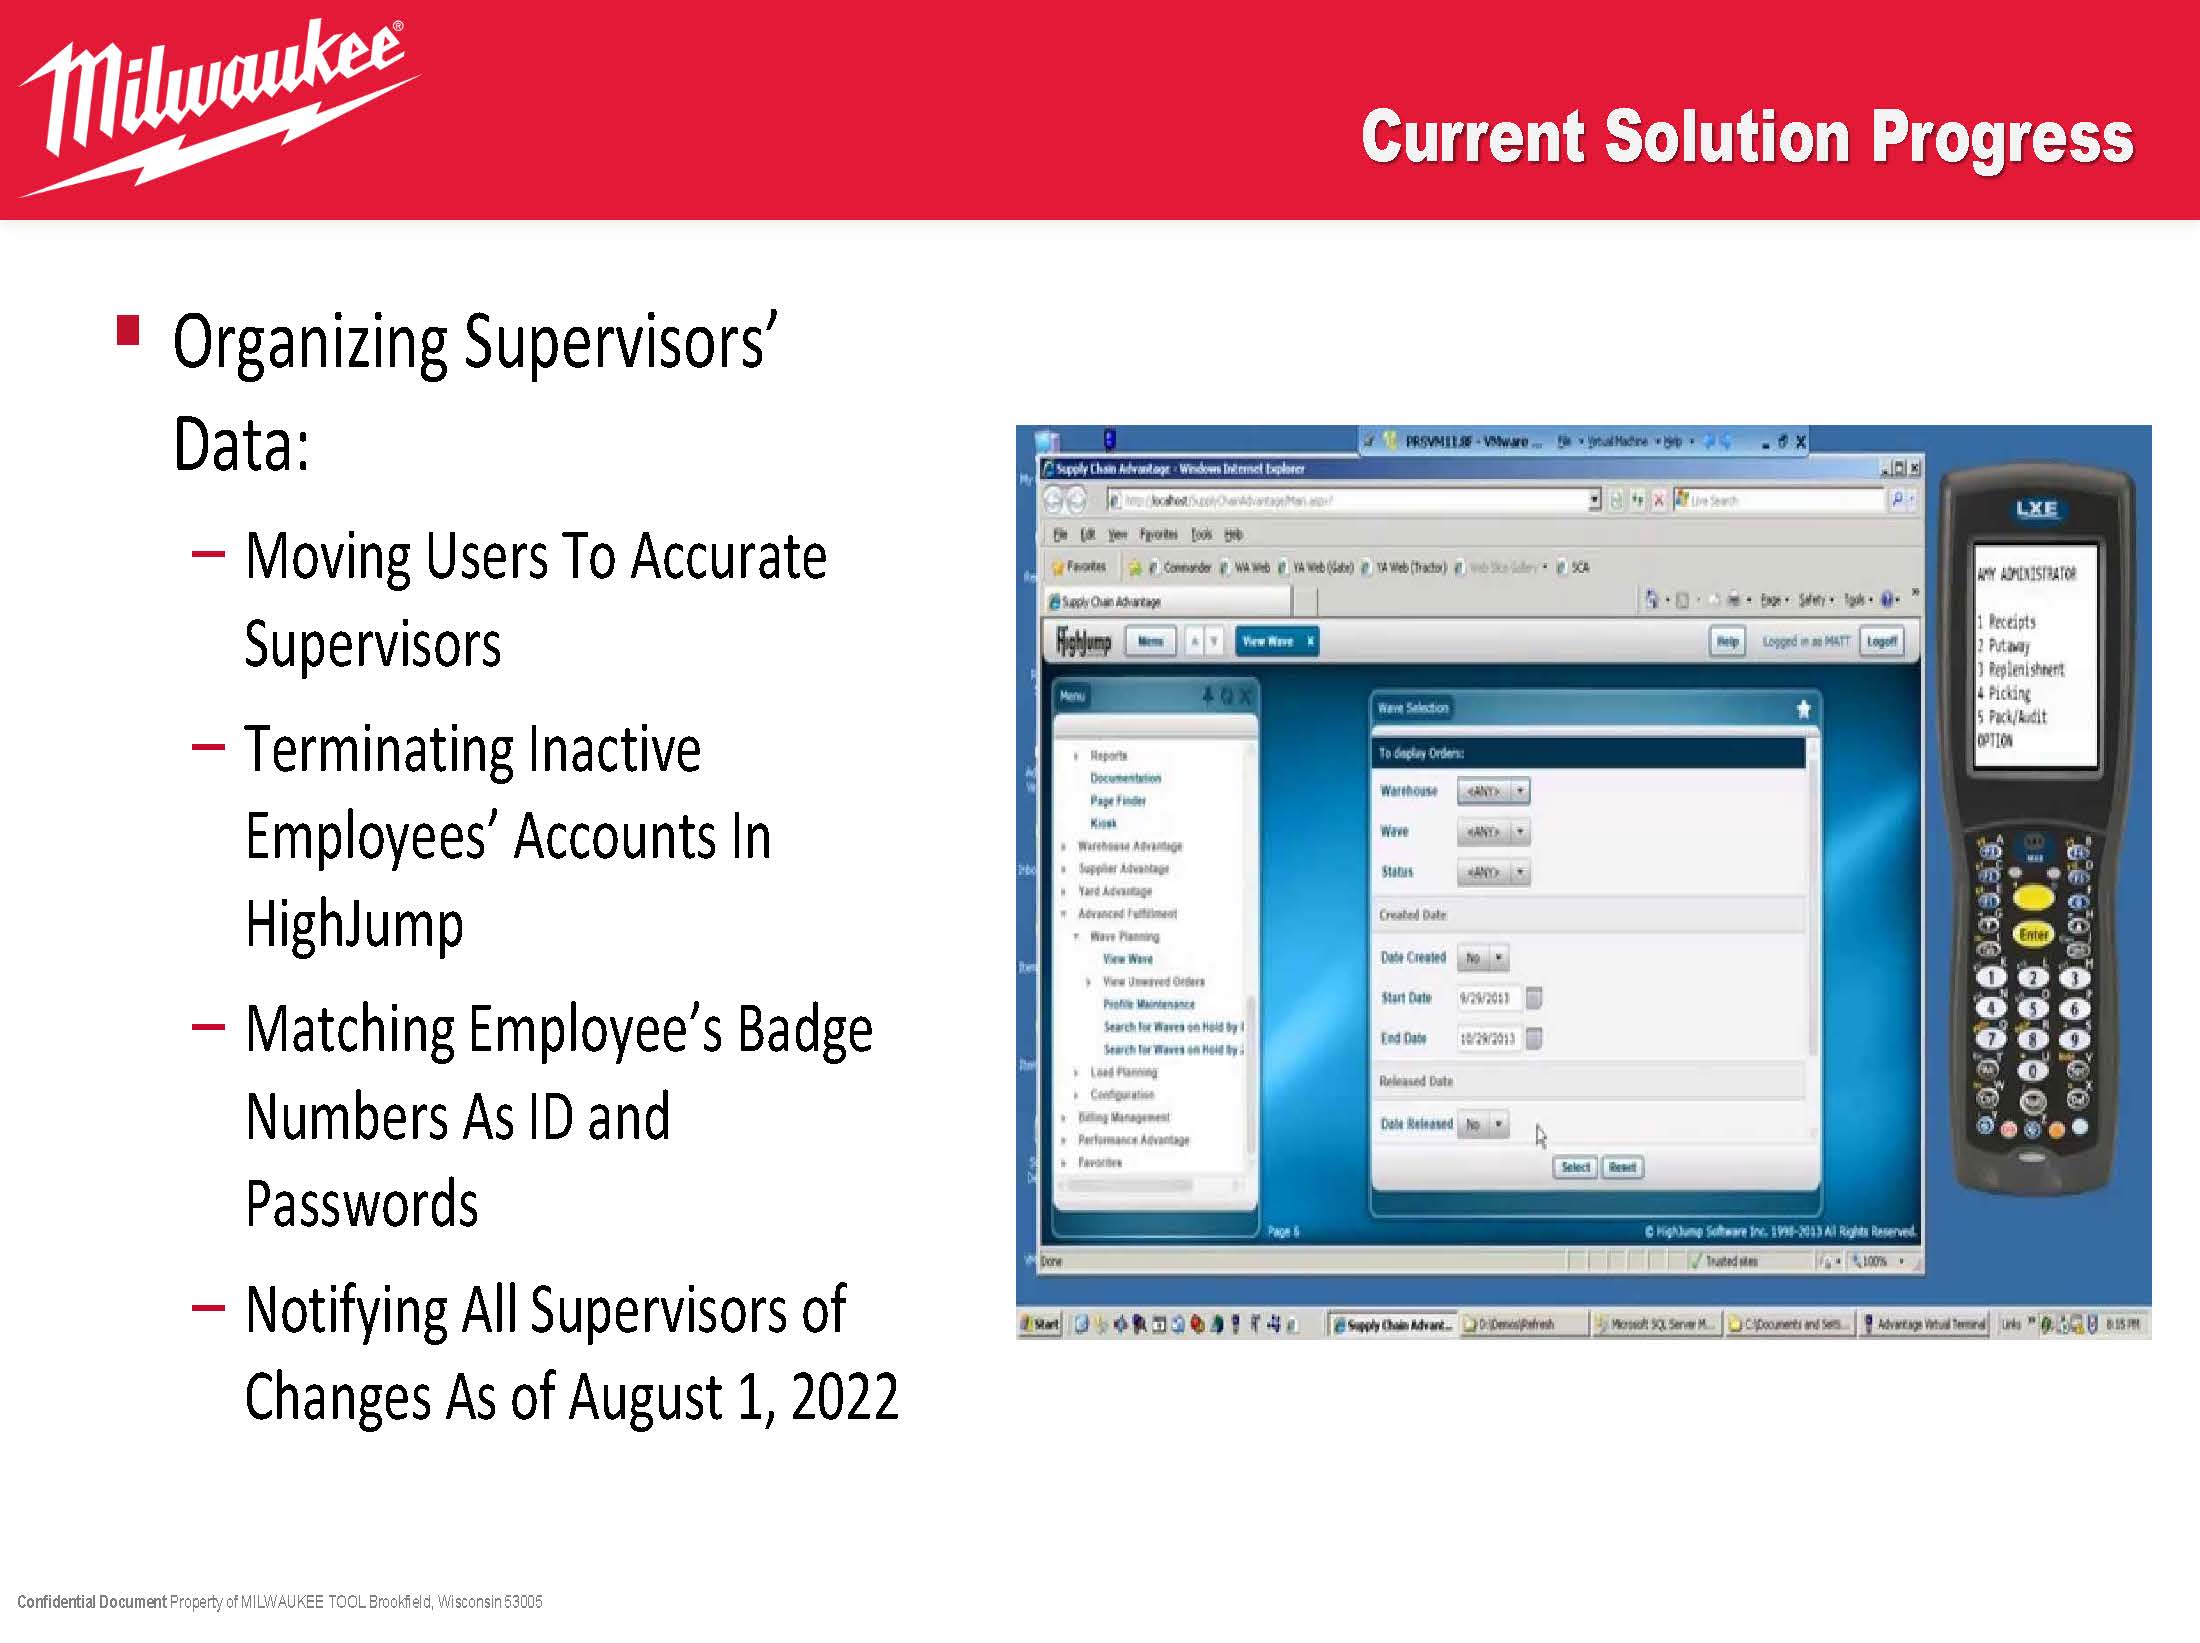 Milwaukee®
Current Solution Progress
Organizing Supervisors’
Data:
– Moving Users To Accurate
Supervisors
– Terminating Inactive
Employees’ Accounts In
HighJump
– Matching Employee’s Badge
Numbers As ID and
Passwords
– Notifying All Supervisors of
Changes As of August 1, 2022
PRSVM11.8F - VMware ... File Virtual Machine Help
Supply Chain Advantage - Windows Internet Explorer
http://localhost/SupplyChainAdvantage/Main.aspx?
Live Search
File Edit View Favorites Tools Help
Favorites Commander WA Web YA Web (Gate) YA Web (Tractor) Web Slice Gallery SCA
Supply Chain Advantage
Page Safety Tools
HighJump Menu View Wave X Help Logged in as MATT Logoff
Menu
Reports
Documentation
Page Finder
Kiosk
Warehouse Advantage
Supplier Advantage
Yard Advantage
Advanced Fulfillment
Wave Planning
View Wave
View Unwaved Orders
Profile Maintenance
Search for Waves on Hold by
Search for Waves on Hold by
Load Planning
Configuration
Billing Management
Performance Advantage
Favorites
Wave Selection
To display Orders:
Warehouse <ANY>
Wave <ANY>
Status <ANY>
Created Date
Date Created No
Start Date 9/29/2013
End Date 10/29/2013
Released Date
Date Released No
Select Reset
Page 6
© HighJump Software Inc. 1998-2013 All Rights Reserved.
Done Trusted sites 100%
Start Supply Chain Advant... D:\Demos\Refresh Microsoft SQL Server M... C:\Documents and Setti... Advantage Virtual Terminal Links 8:15 PM
LXE
AMY ADMINISTRATOR
1 Receipts
2 Putaway
3 Replenishment
4 Picking
5 Pack/Audit
OPTION
Enter
1 2 3
4 5 6
7 8 9
0
Confidential Document Property of MILWAUKEE TOOL Brookfield, Wisconsin 53005